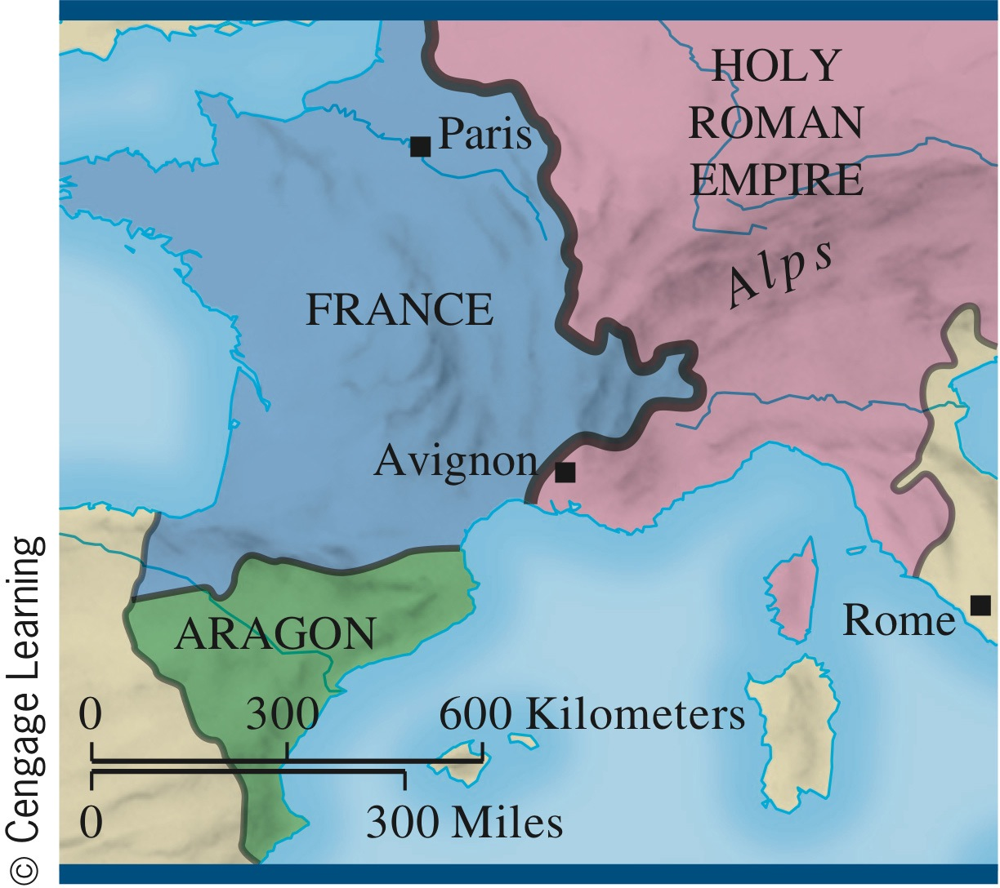 HOLY
ROMAN
EMPIRE
Paris
Alps
FRANCE
Avignon
Rome
ARAGON
0 300 600 Kilometers
0 300 Miles
© Cengage Learning